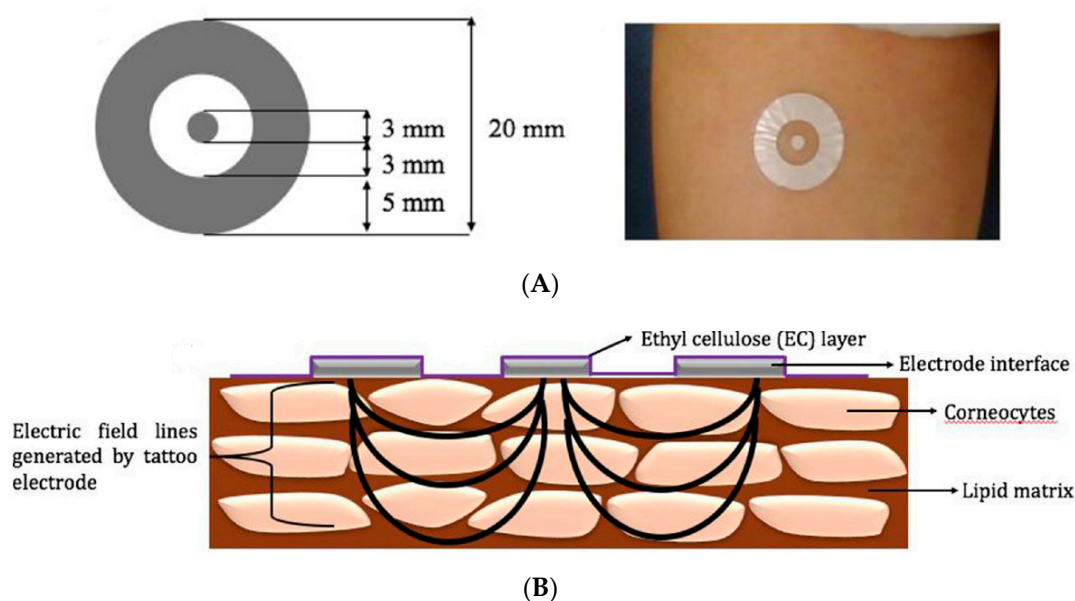 3 mm
3 mm
5 mm
20 mm
(A)
Ethyl cellulose (EC) layer
Electrode interface
Corneocytes
Lipid matrix
Electric field lines
generated by tattoo
electrode
(B)